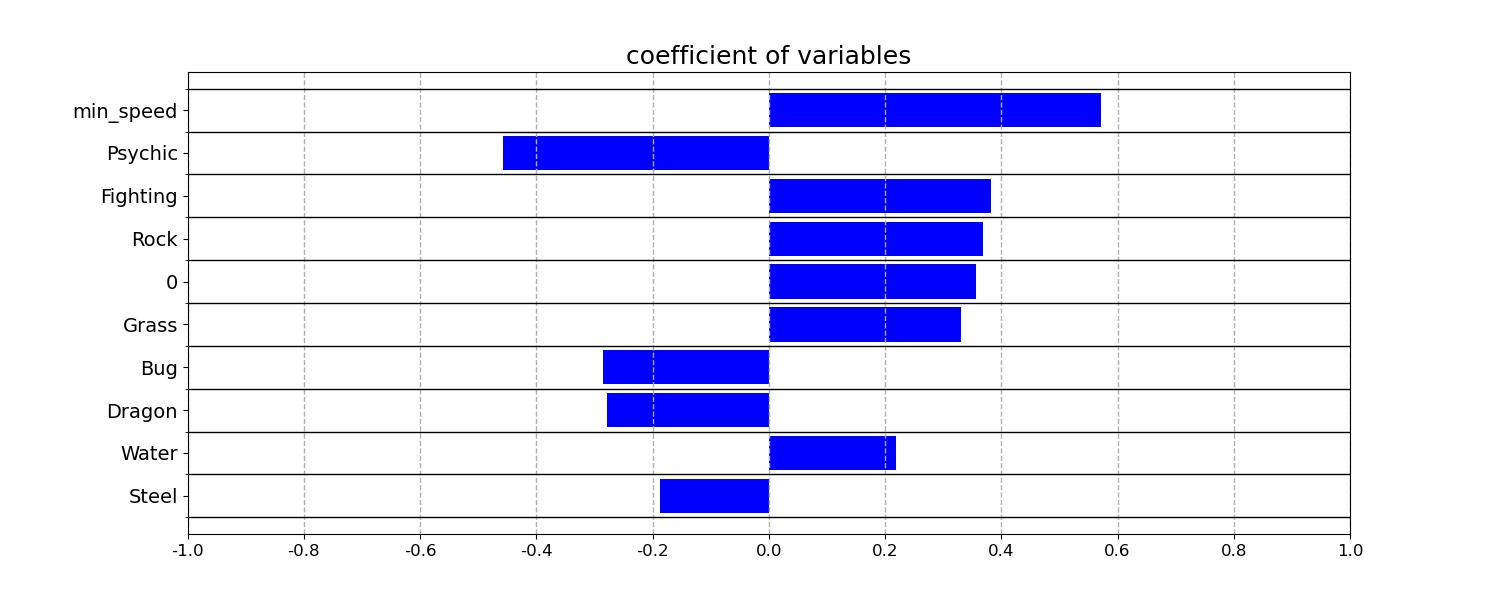 coefficient of variables
min_speed
Psychic
Fighting
Rock
0
Grass
Bug
Dragon
Water
Steel
-1.0 -0.8 -0.6 -0.4 -0.2 0.0 0.2 0.4 0.6 0.8 1.0